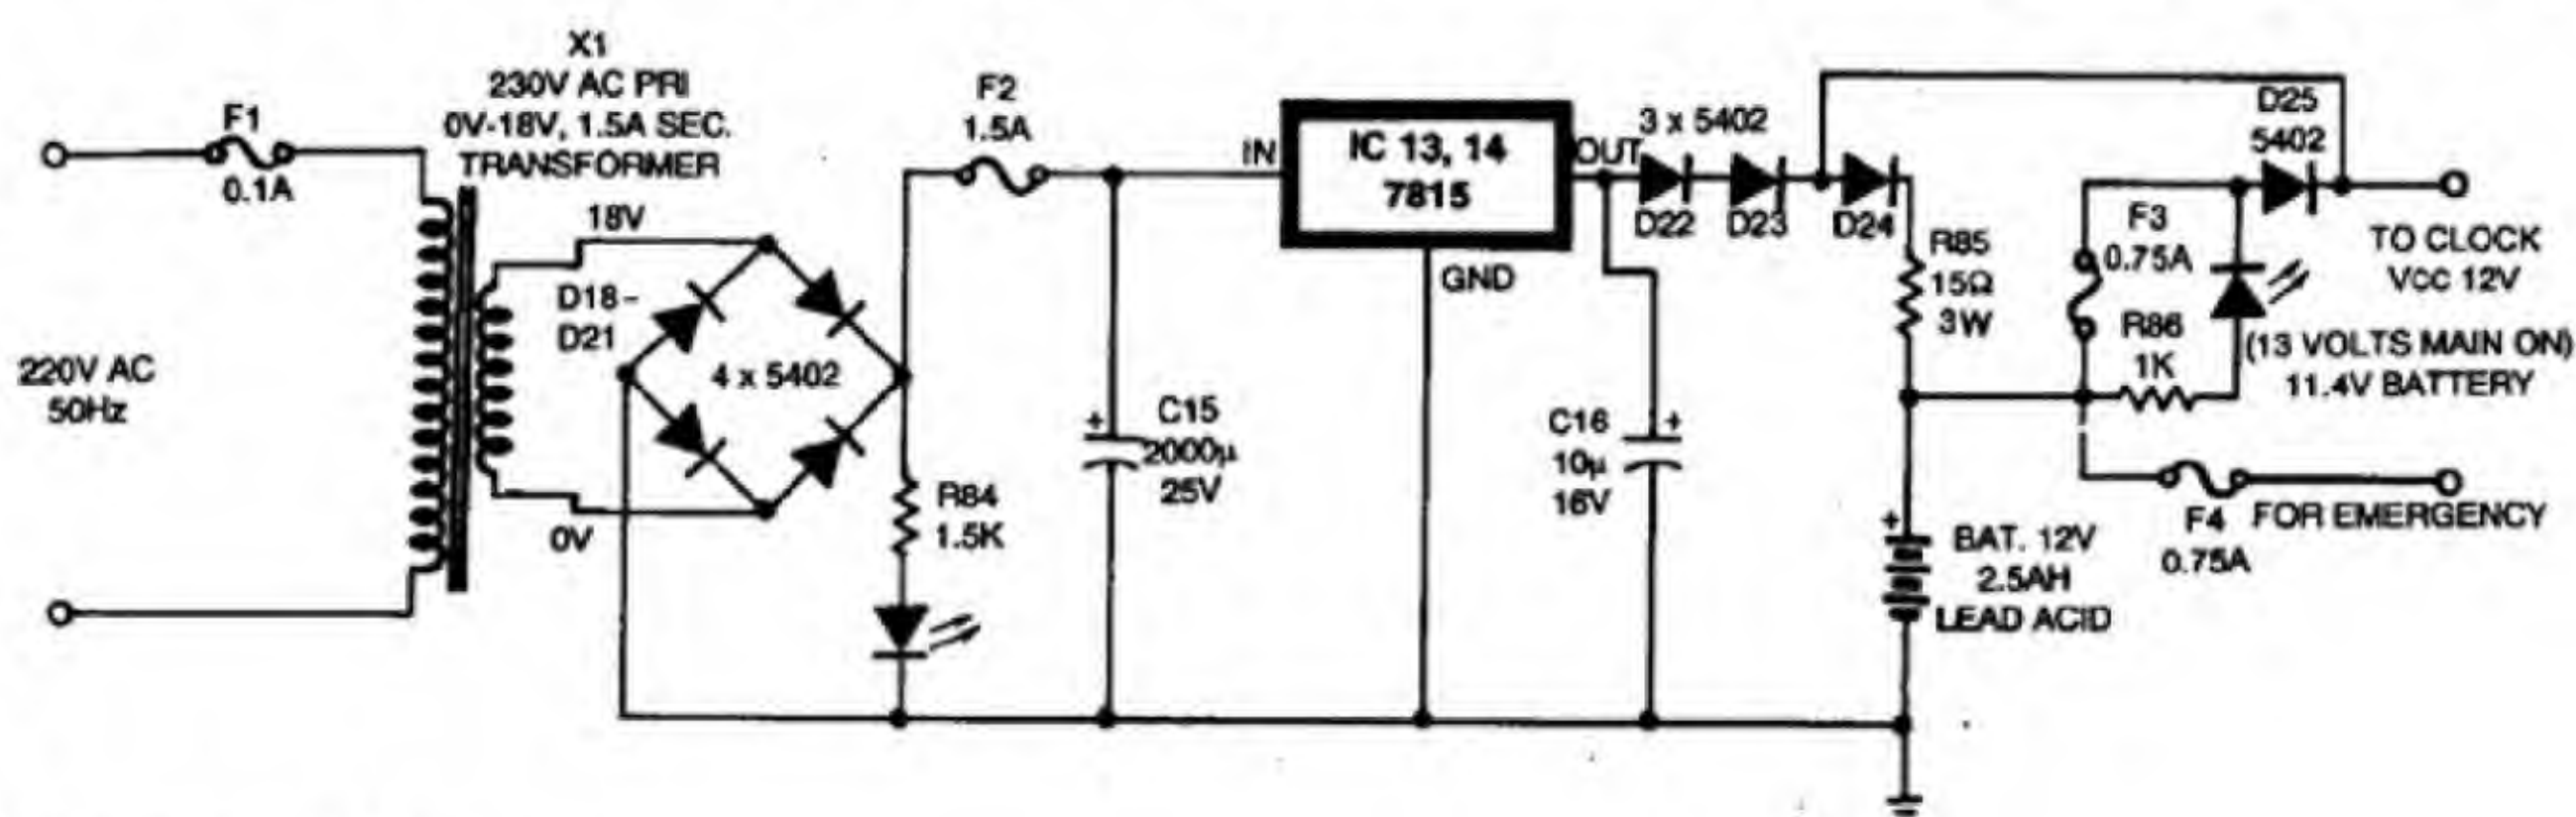 X1
230V AC PRI
0V-18V, 1.5A SEC.
TRANSFORMER
F1
0.1A
220V AC
50Hz
18V
0V
D18-
D21
4 x 5402
F2
1.5A
R84
1.5K
+
C15
2000µ
25V
IN
IC 13, 14
7815
OUT
GND
3 x 5402
D22
D23
D24
C16
10µ
16V
+
R85
15Ω
3W
+
BAT. 12V
2.5AH
LEAD ACID
F3
0.75A
R86
1K
D25
5402
TO CLOCK
VCC 12V
(13 VOLTS MAIN ON)
11.4V BATTERY
F4
0.75A
FOR EMERGENCY